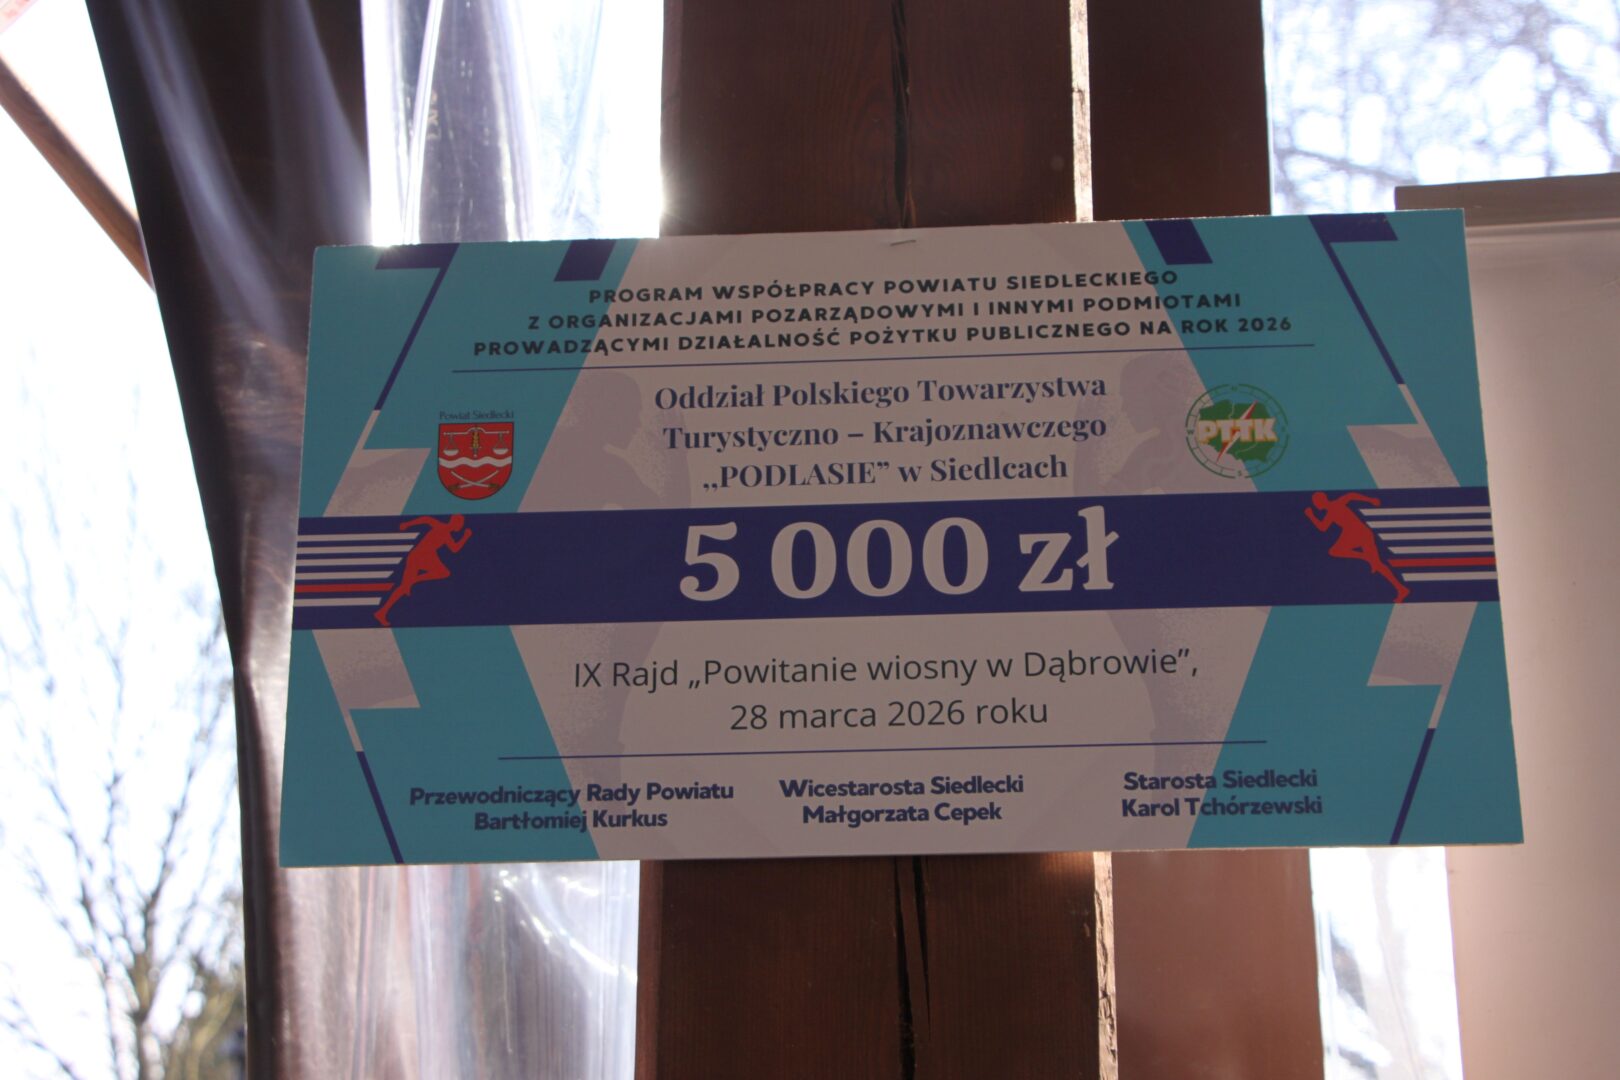 PROGRAM WSPÓŁPRACY POWIATU SIEDLECKIEGO
Z ORGANIZACJAMI POZARZĄDOWYMI I INNYMI PODMIOTAMI
PROWADZĄCYMI DZIAŁALNOŚĆ POŻYTKU PUBLICZNEGO NA ROK 2026
Powiat Siedlecki
Oddział Polskiego Towarzystwa
Turystyczno – Krajoznawczego
„PODLASIE” w Siedlcach
PTTK
5 000 zł
IX Rajd „Powitanie wiosny w Dąbrowie”,
28 marca 2026 roku
Przewodniczący Rady Powiatu
Bartłomiej Kurkus
Wicestarosta Siedlecki
Małgorzata Cepek
Starosta Siedlecki
Karol Tchórzewski